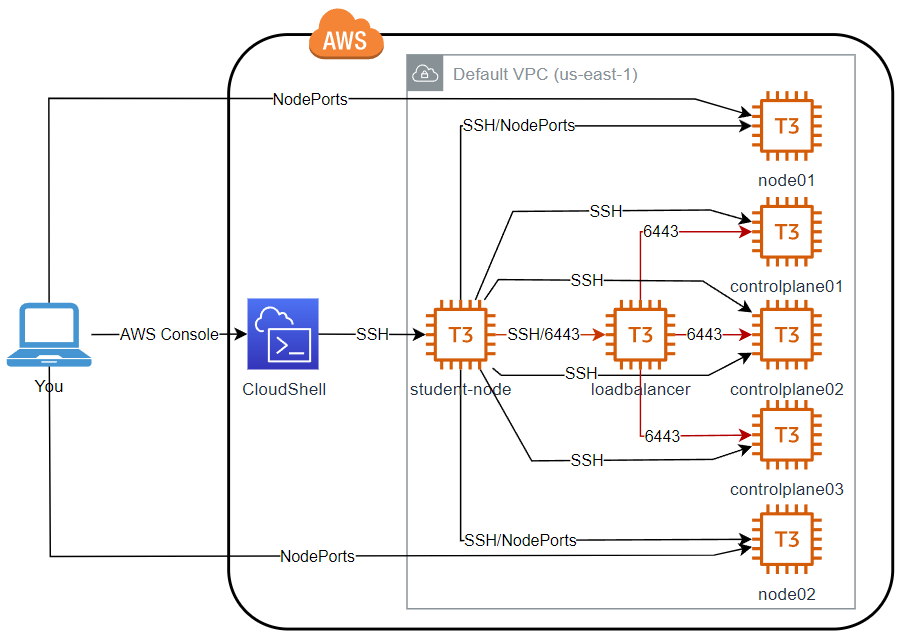 AWS
Default VPC (us-east-1)
NodePorts
SSH/NodePorts
T3
node01
SSH
6443
T3
controlplane01
SSH
You
AWS Console
CloudShell
SSH
T3
student-node
SSH/6443
T3
loadbalancer
6443
T3
controlplane02
SSH
6443
SSH
T3
controlplane03
SSH/NodePorts
NodePorts
T3
node02